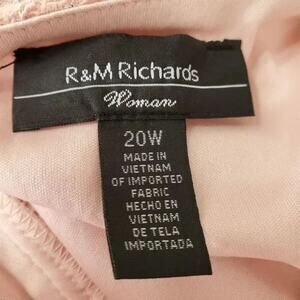 R&M Richards
Woman
20W
MADE IN
VIETNAM
OF IMPORTED
FABRIC
HECHO EN
VIETNAM
DE TELA
IMPORTADA